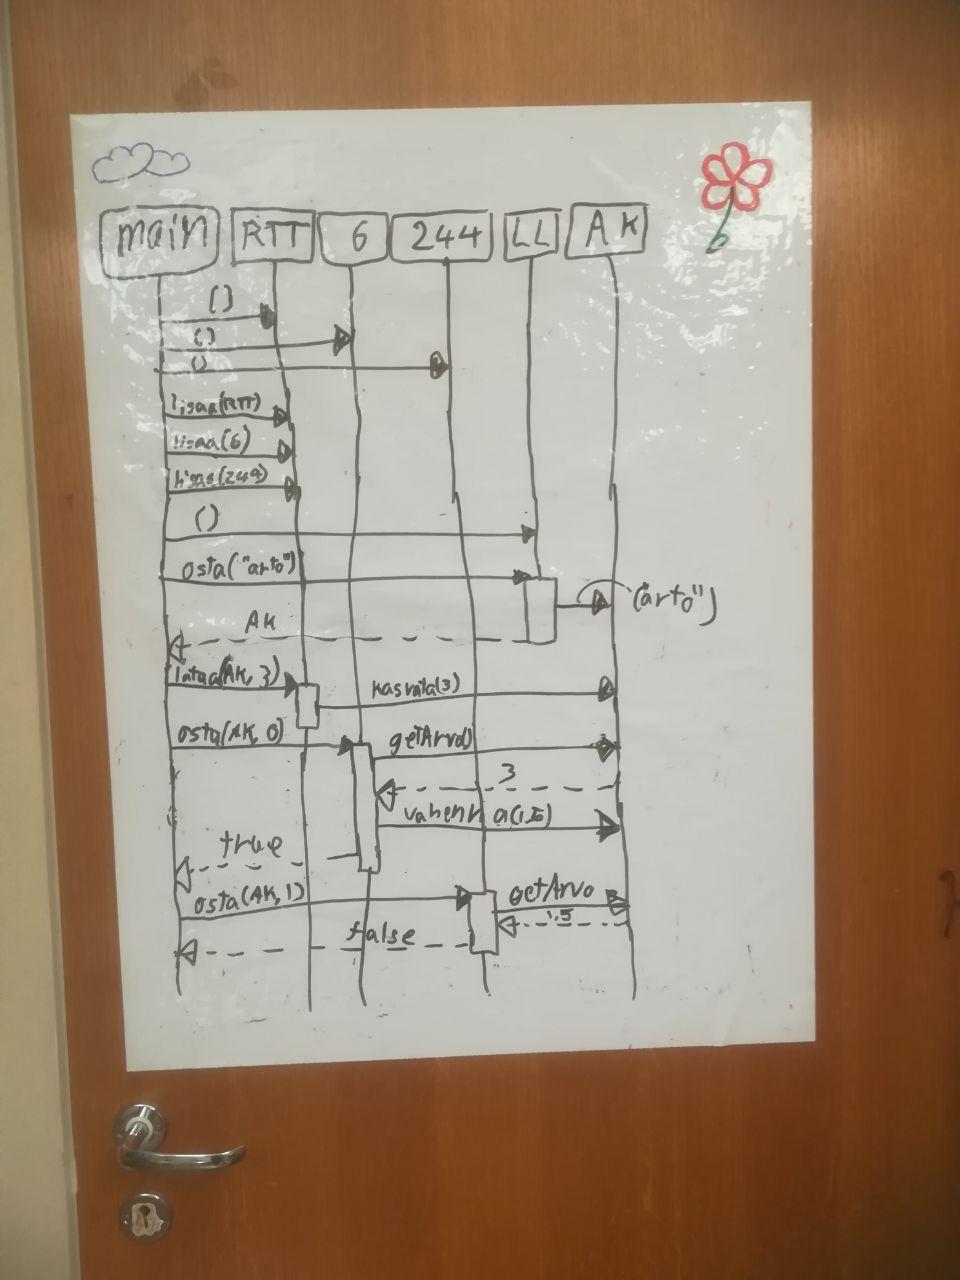 main RTT 6 244 LL AK
()
()
()
lisaa(RTT)
lisaa(6)
lisaa(244)
()
osta("arto")
("arto")
AK
lataa(AK, 3)
kasvata(3)
osta(AK, 0)
getArvo()
3
vahenna(1,5)
true
osta(AK, 1)
getArvo
1.5
false